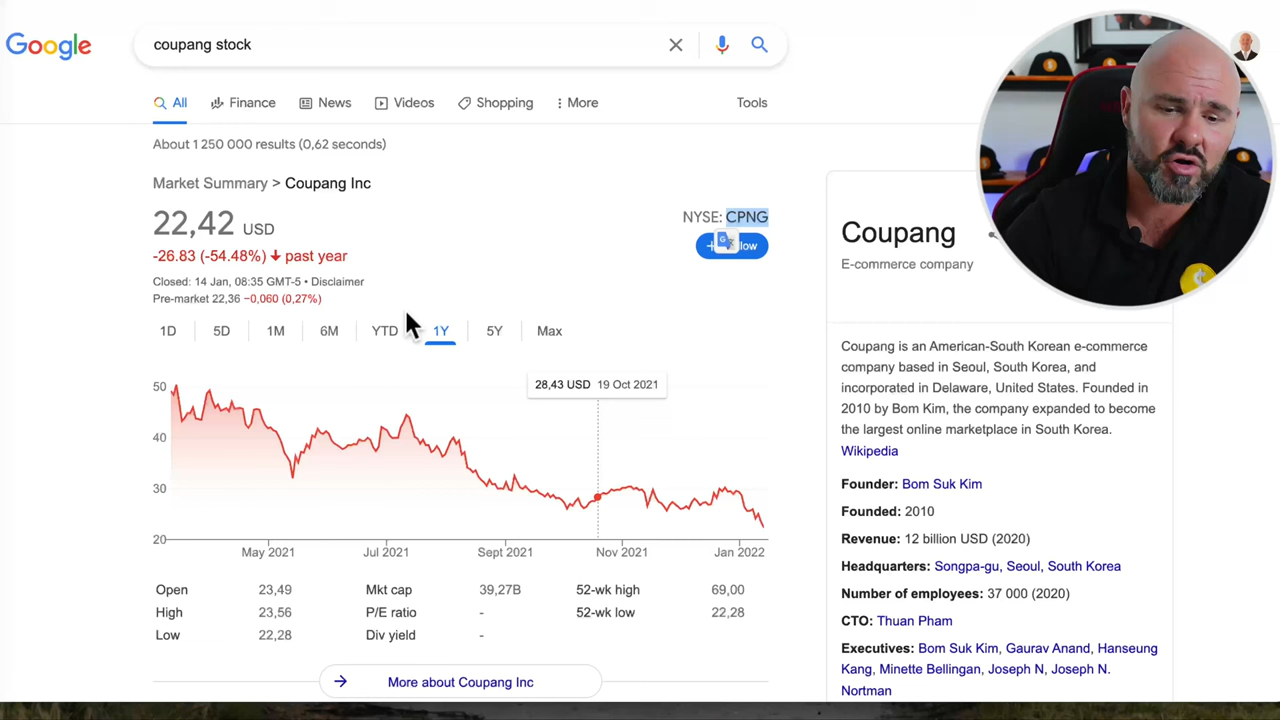 Google
coupang stock
All
Finance
News
Videos
Shopping
More
Tools
About 1 250 000 results (0,62 seconds)
Market Summary > Coupang Inc
22,42 USD
NYSE: CPNG
-26.83 (-54.48%) past year
Closed: 14 Jan, 08:35 GMT-5 • Disclaimer
Pre-market 22,36 −0,060 (0,27%)
1D 5D 1M 6M YTD 1Y 5Y Max
28,43 USD 19 Oct 2021
50
40
30
20
May 2021 Jul 2021 Sept 2021 Nov 2021 Jan 2022
Open 23,49 Mkt cap 39,27B 52-wk high 69,00
High 23,56 P/E ratio - 52-wk low 22,28
Low 22,28 Div yield -
More about Coupang Inc
Coupang
E-commerce company
Coupang is an American-South Korean e-commerce
company based in Seoul, South Korea, and
incorporated in Delaware, United States. Founded in
2010 by Bom Kim, the company expanded to become
the largest online marketplace in South Korea.
Wikipedia
Founder: Bom Suk Kim
Founded: 2010
Revenue: 12 billion USD (2020)
Headquarters: Songpa-gu, Seoul, South Korea
Number of employees: 37 000 (2020)
CTO: Thuan Pham
Executives: Bom Suk Kim, Gaurav Anand, Hanseung
Kang, Minette Bellingan, Joseph N, Joseph N.
Nortman